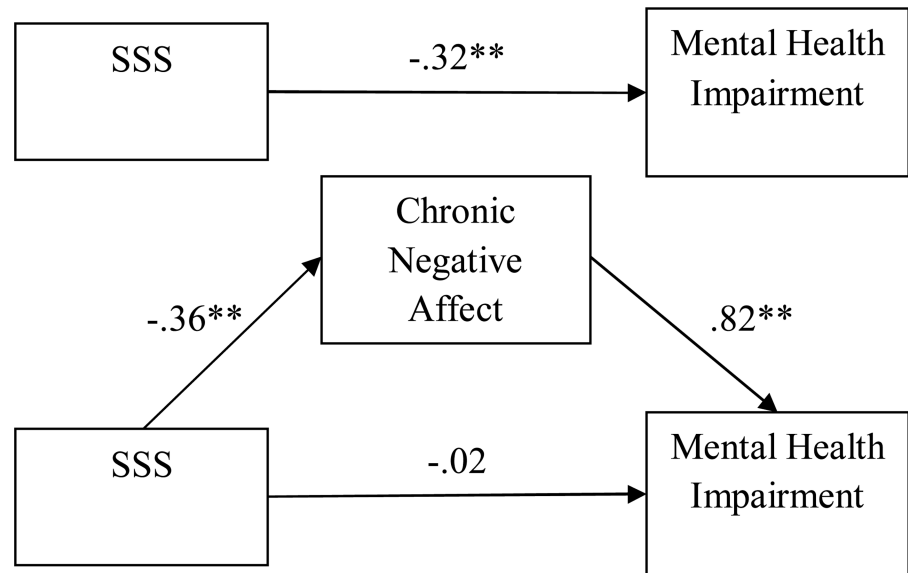 SSS
-.32**
Mental Health
Impairment
Chronic
Negative
Affect
-.36**
.82**
SSS
-.02
Mental Health
Impairment